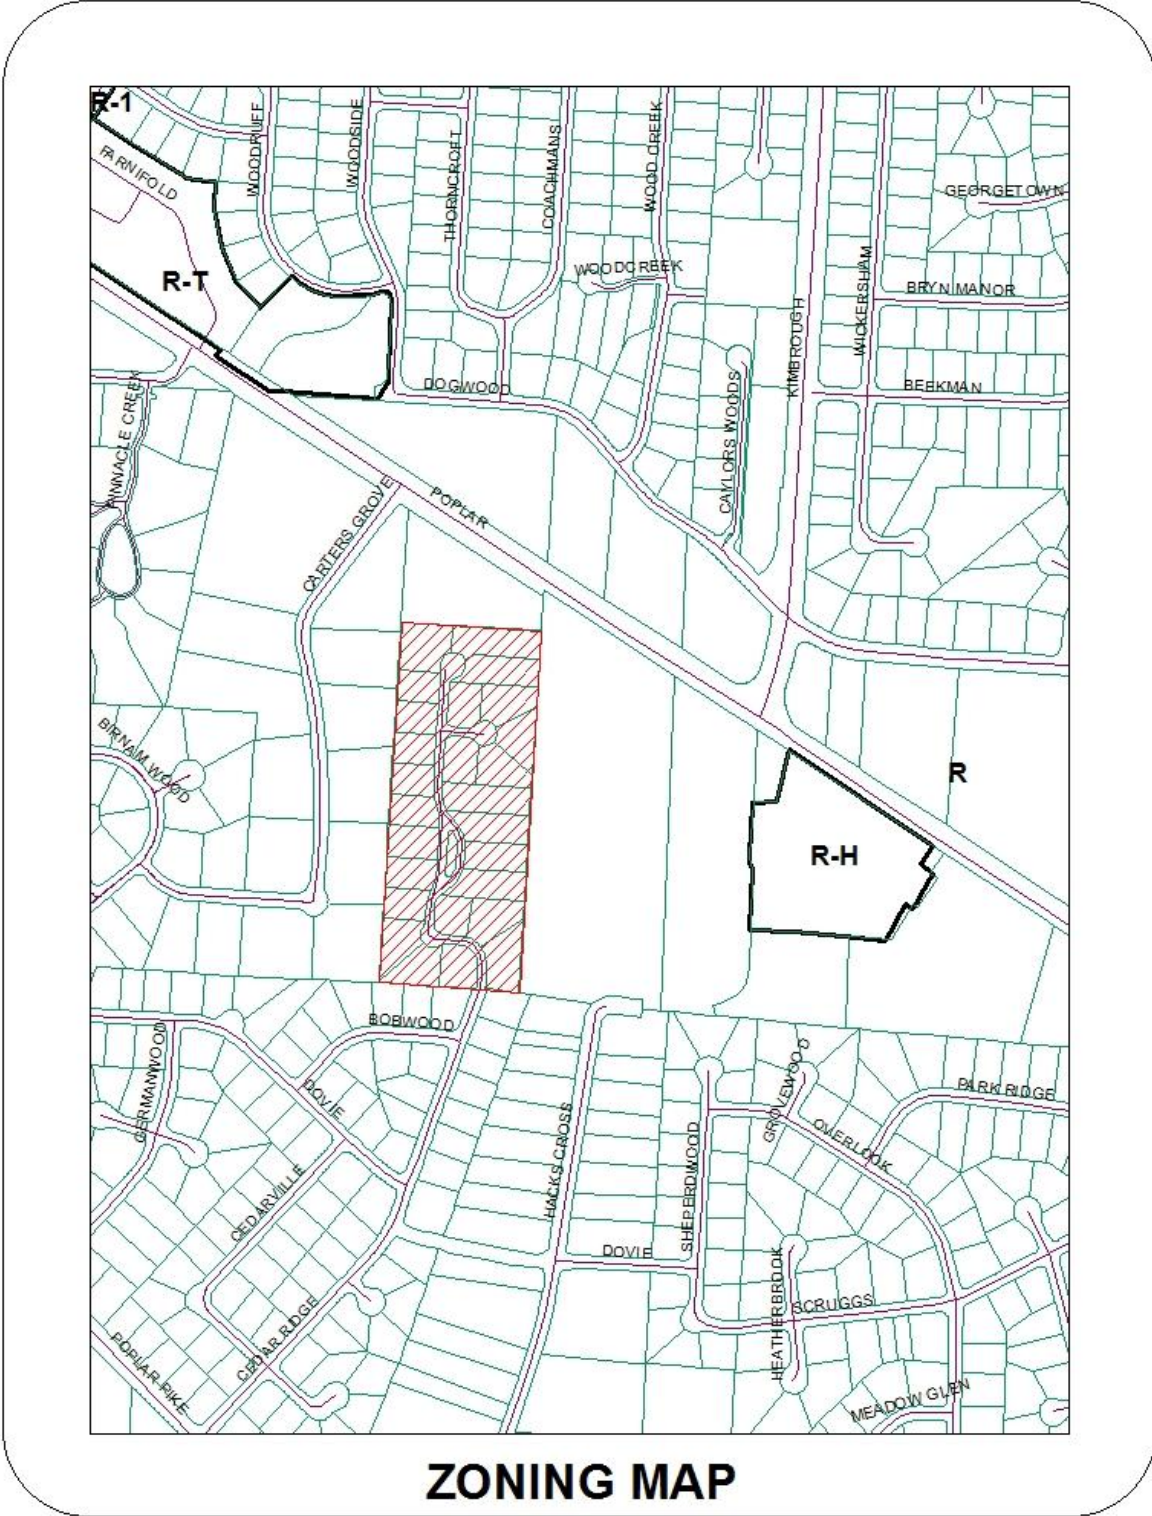 R-1
FARNIFOLD
WOODRUFF
WOODSIDE
THORNCROFT
COACHMANS
WOOD CREEK
GEORGETOWN
R-T
WOODCREEK
KIMBROUGH
WICKERSHAM
BRYN MANOR
DOGWOOD
BEEKMAN
PINNACLE CREEK
CAYLORS WOODS
CARTERS GROVE
POPLAR
BIRNAM WOOD
R
R-H
BOBWOOD
GERMANWOOD
DOVIE
GROVEWOOD
PARK RIDGE
OVERLOOK
HACKS CROSS
SHEPERDWOOD
CEDARVILLE
DOVIE
HEATHERBROOK
SCRUGGS
CEDAR RIDGE
POPLAR PIKE
MEADOW GLEN
ZONING MAP